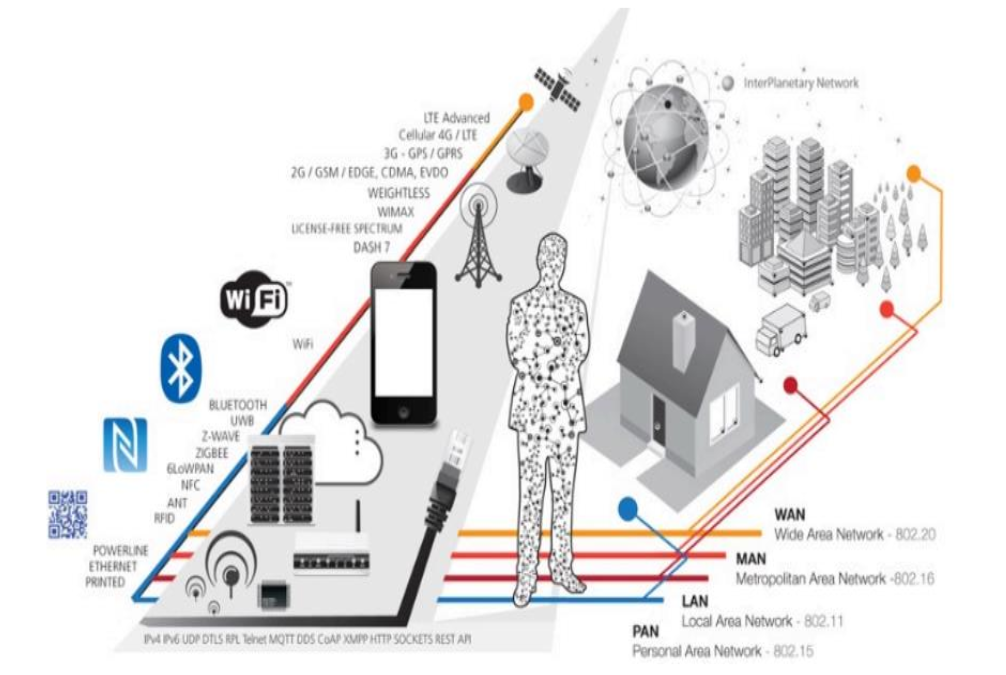 InterPlanetary Network
LTE Advanced
Cellular 4G / LTE
3G - GPS / GPRS
2G / GSM / EDGE, CDMA, EVDO
WEIGHTLESS
WIMAX
LICENSE-FREE SPECTRUM
DASH 7
Wi Fi
WiFi
BLUETOOTH
UWB
Z-WAVE
ZIGBEE
6LoWPAN
NFC
ANT
RFID
POWERLINE
ETHERNET
PRINTED
IPv4 IPv6 UDP DTLS RPL Telnet MQTT DDS CoAP XMPP HTTP SOCKETS REST API
WAN
Wide Area Network - 802.20
MAN
Metropolitan Area Network -802.16
LAN
Local Area Network - 802.11
PAN
Personal Area Network - 802.15